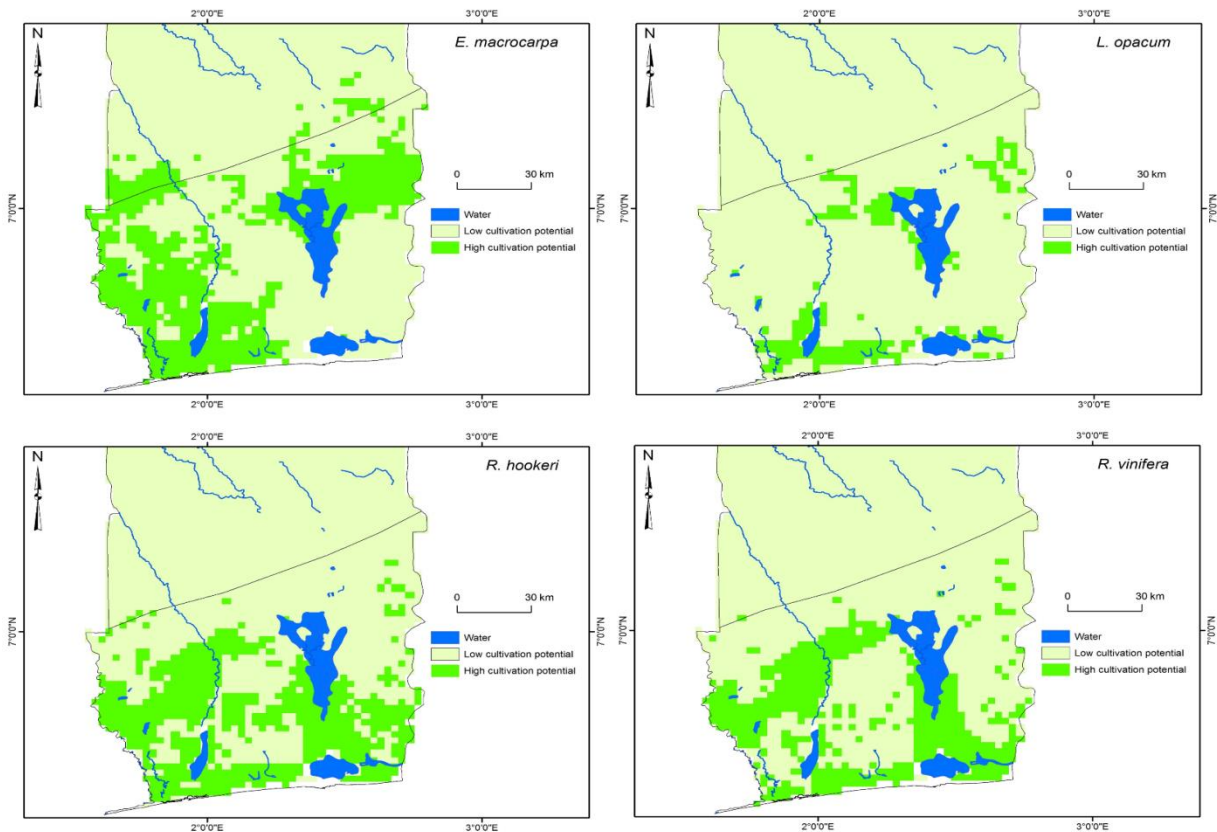 2°0'0"E 3°0'0"E
N
E. macrocarpa
7°0'0"N
0 30 km
Water
Low cultivation potential
High cultivation potential
2°0'0"E 3°0'0"E
2°0'0"E 3°0'0"E
N
L. opacum
7°0'0"N
0 30 km
Water
Low cultivation potential
High cultivation potential
2°0'0"E 3°0'0"E
2°0'0"E 3°0'0"E
N
R. hookeri
7°0'0"N
0 30 km
Water
Low cultivation potential
High cultivation potential
2°0'0"E 3°0'0"E
2°0'0"E 3°0'0"E
N
R. vinifera
7°0'0"N
0 30 km
Water
Low cultivation potential
High cultivation potential
2°0'0"E 3°0'0"E